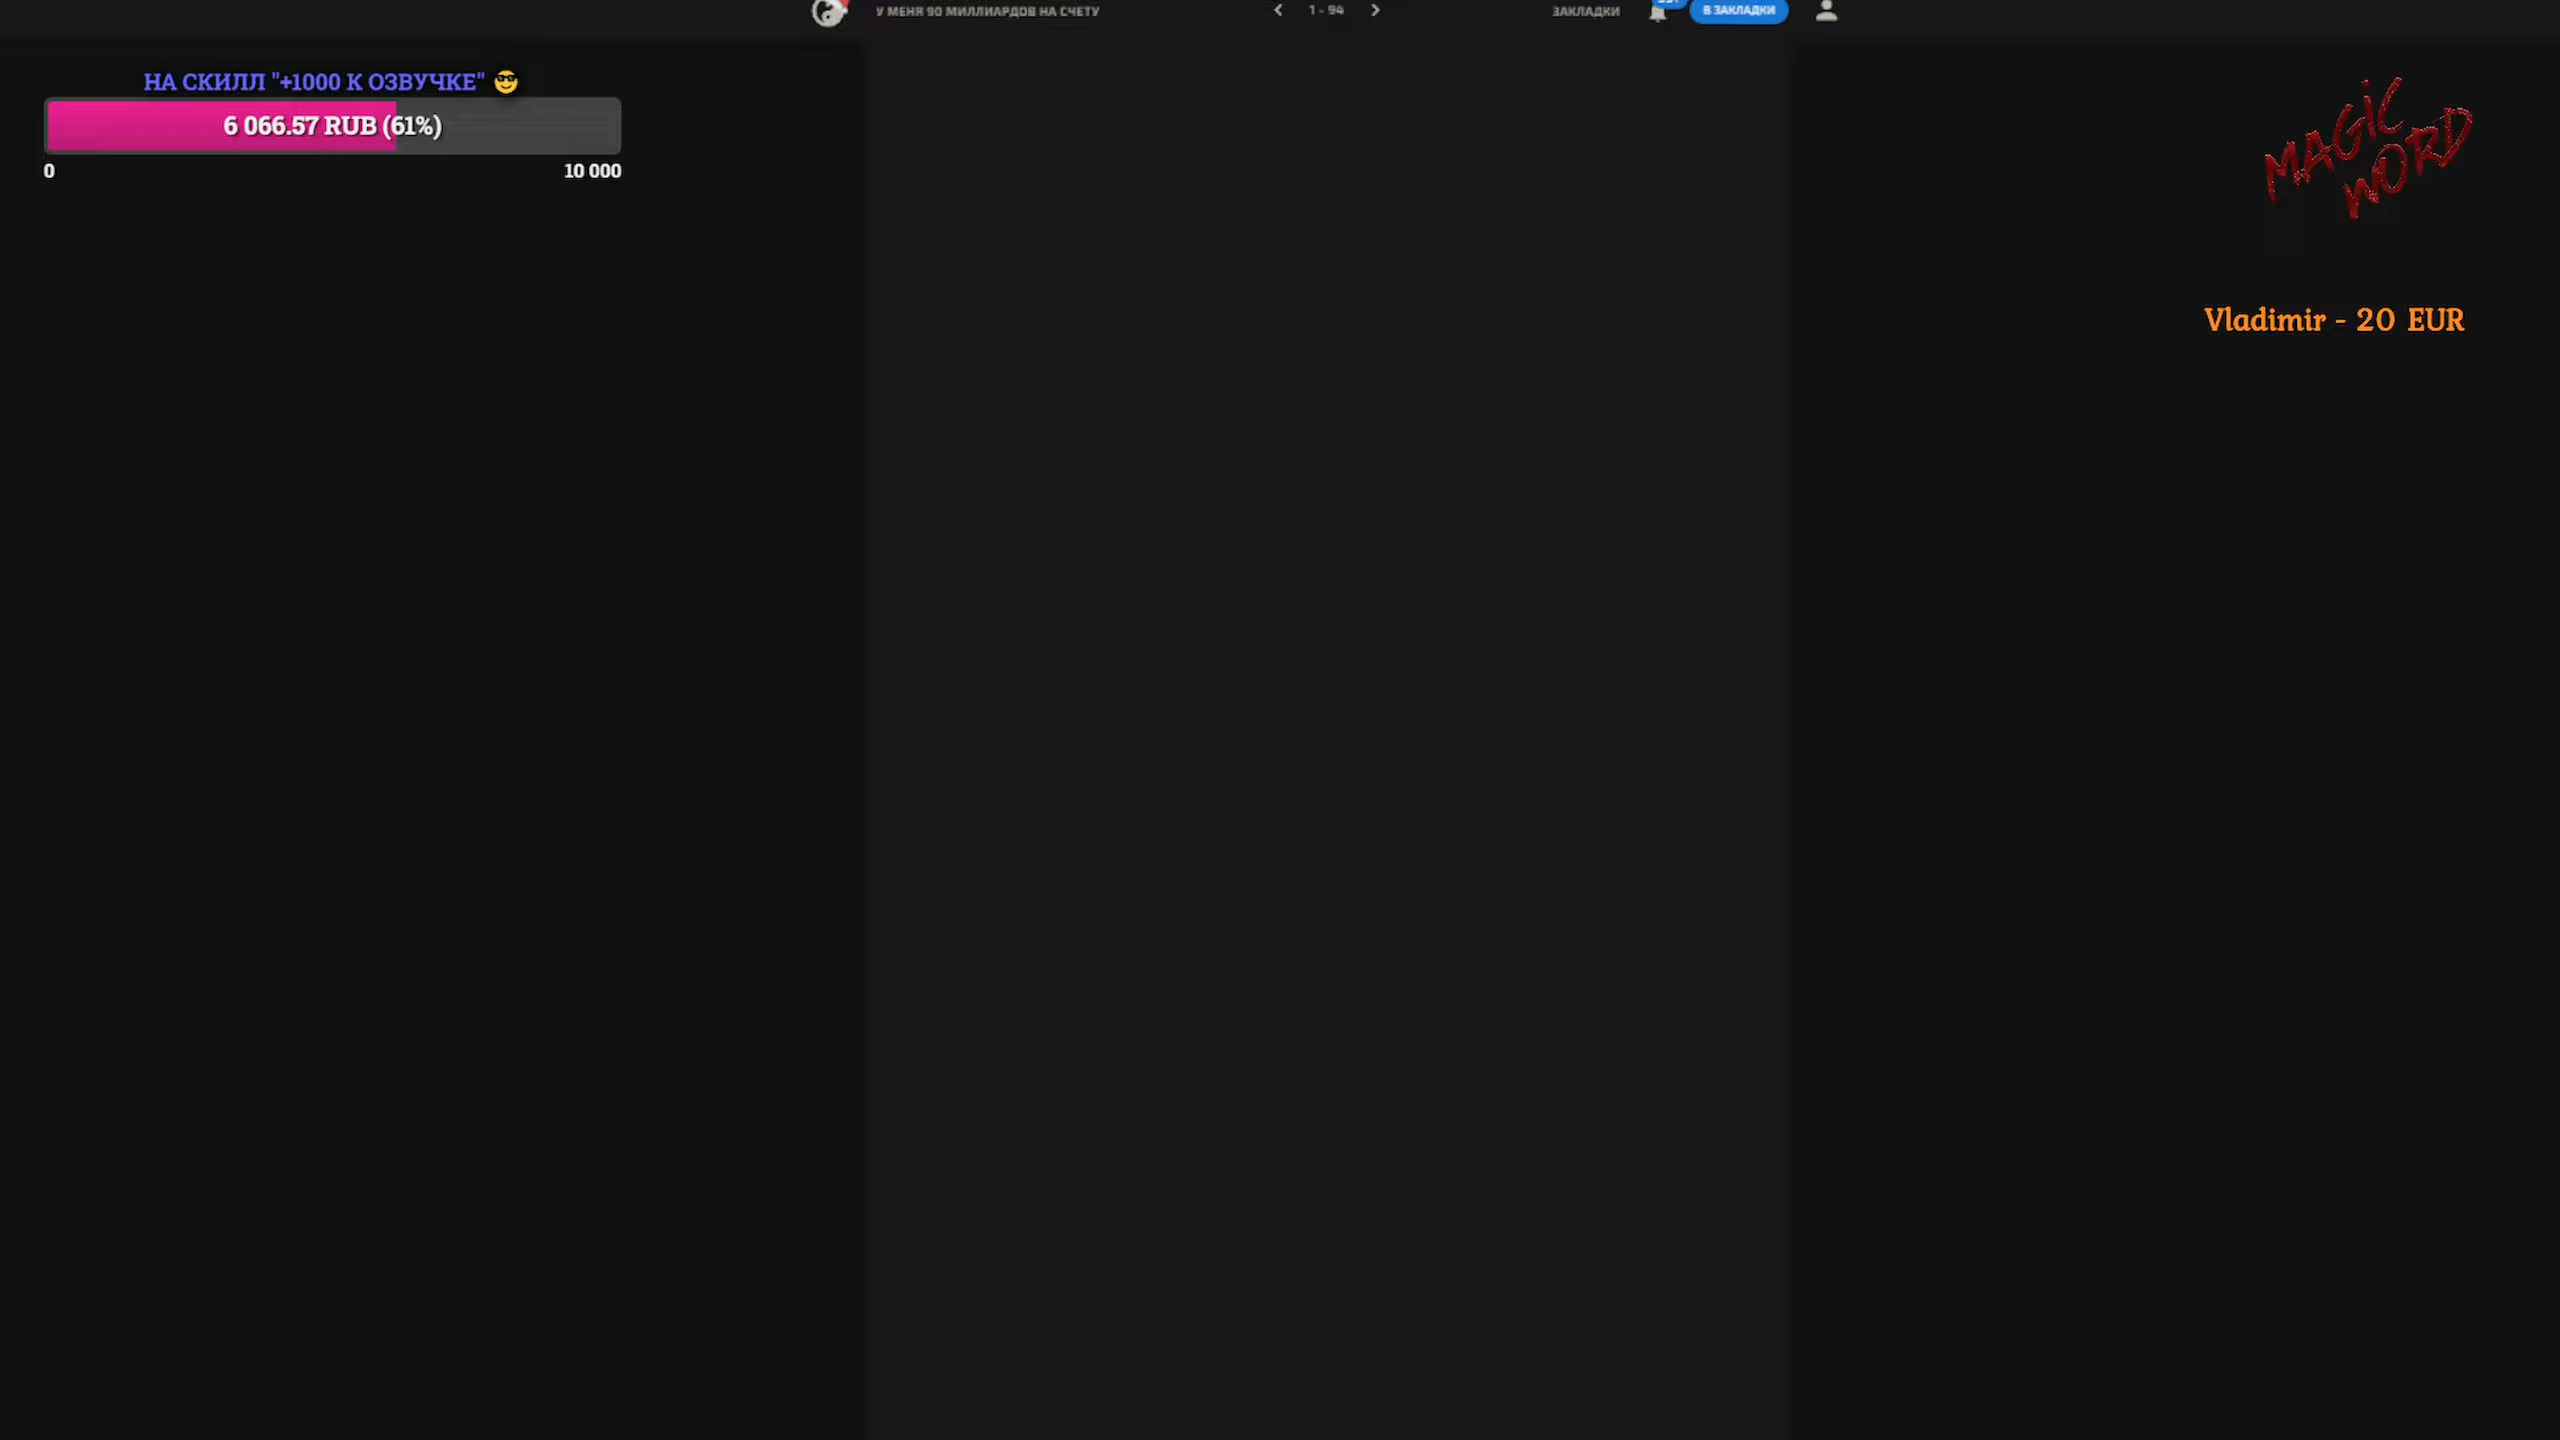 У МЕНЯ 90 МИЛЛИАРДОВ НА СЧЕТУ
1 - 94
ЗАКЛАДКИ
В ЗАКЛАДКИ
НА СКИЛЛ "+1000 К ОЗВУЧКЕ" 😎
6 066.57 RUB (61%)
0
10 000
MAGIC
WORD
Vladimir - 20 EUR